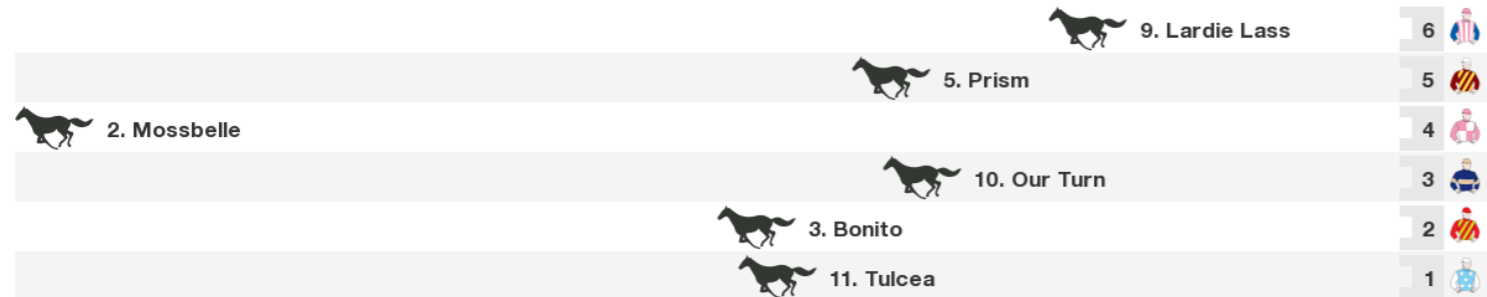 9. Lardie Lass 6
5. Prism 5
2. Mossbelle 4
10. Our Turn 3
3. Bonito 2
11. Tulcea 1